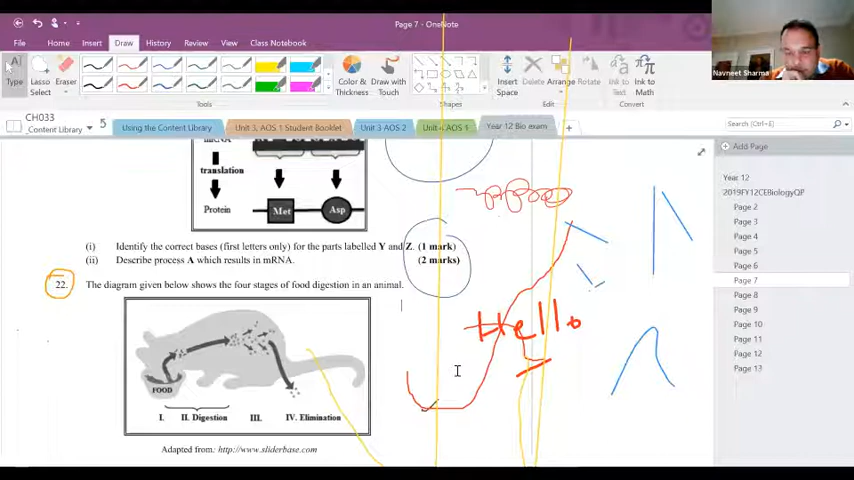 Page 7 - OneNote
File Home Insert Draw History Review View Class Notebook
Type Lasso Select Eraser Color & Thickness Draw with Touch Insert Space Delete Arrange Rotate Ink to Text Ink to Math
Tools Shapes Edit Convert
Navneet Sharma
CH033
_Content Library 5 Using the Content Library Unit 3, AOS 1 Student Booklet Unit 3 AOS 2 Unit 4 AOS 1 Year 12 Bio exam + Search (Ctrl+E)
Add Page
Year 12
2019FY12CEBiologyQP
Page 2
Page 3
Page 4
Page 5
Page 6
Page 7
Page 8
Page 9
Page 10
Page 11
Page 12
Page 13
mRNA
translation
Protein Met Asp
(i) Identify the correct bases (first letters only) for the parts labelled Y and Z. (1 mark)
(ii) Describe process A which results in mRNA. (2 marks)
22. The diagram given below shows the four stages of food digestion in an animal.
Hello
FOOD
I. II. Digestion III. IV. Elimination
Adapted from: http://www.sliderbase.com